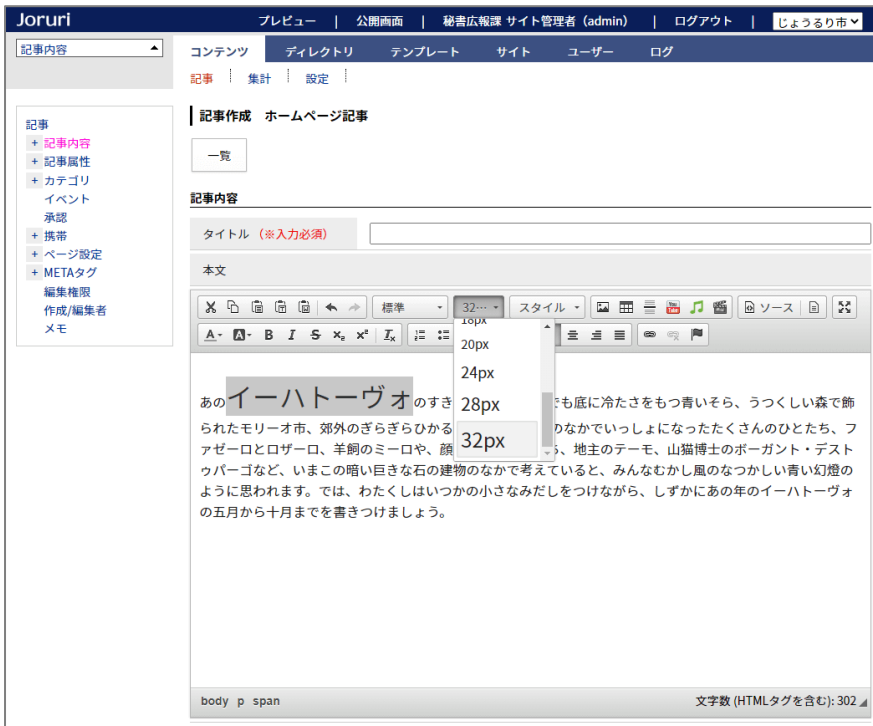 Joruri プレビュー | 公開画面 | 秘書広報課 サイト管理者（admin） | ログアウト | じょうるり市
記事内容
コンテンツ ディレクトリ テンプレート サイト ユーザー ログ
記事 集計 設定
記事
+ 記事内容
+ 記事属性
+ カテゴリ
イベント
承認
+ 携帯
+ ページ設定
+ METAタグ
編集権限
作成/編集者
メモ
記事作成 ホームページ記事
一覧
記事内容
タイトル（※入力必須）
本文
標準 32… スタイル ソース
18px
20px
24px
28px
32px
あのイーハトーヴォのすき でも底に冷たさをもつ青いそら、うつくしい森で飾
られたモリーオ市、郊外のぎらぎらひかる のなかでいっしょになったたくさんのひとたち、フ
ァゼーロとロザーロ、羊飼のミーロや、顔 、地主のテーモ、山猫博士のボーガント・デスト
ゥパーゴなど、いまこの暗い巨きな石の建物のなかで考えていると、みんなむかし風のなつかしい青い幻燈の
ように思われます。では、わたくしはいつかの小さなみだしをつけながら、しずかにあの年のイーハトーヴォ
の五月から十月までを書きつけましょう。
body p span 文字数 (HTMLタグを含む): 302